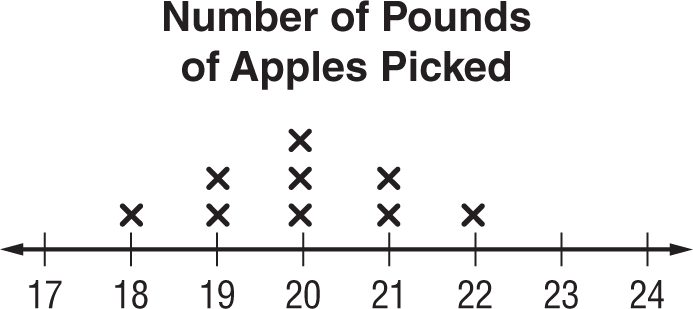 Number of Pounds
of Apples Picked
17 18 19 20 21 22 23 24